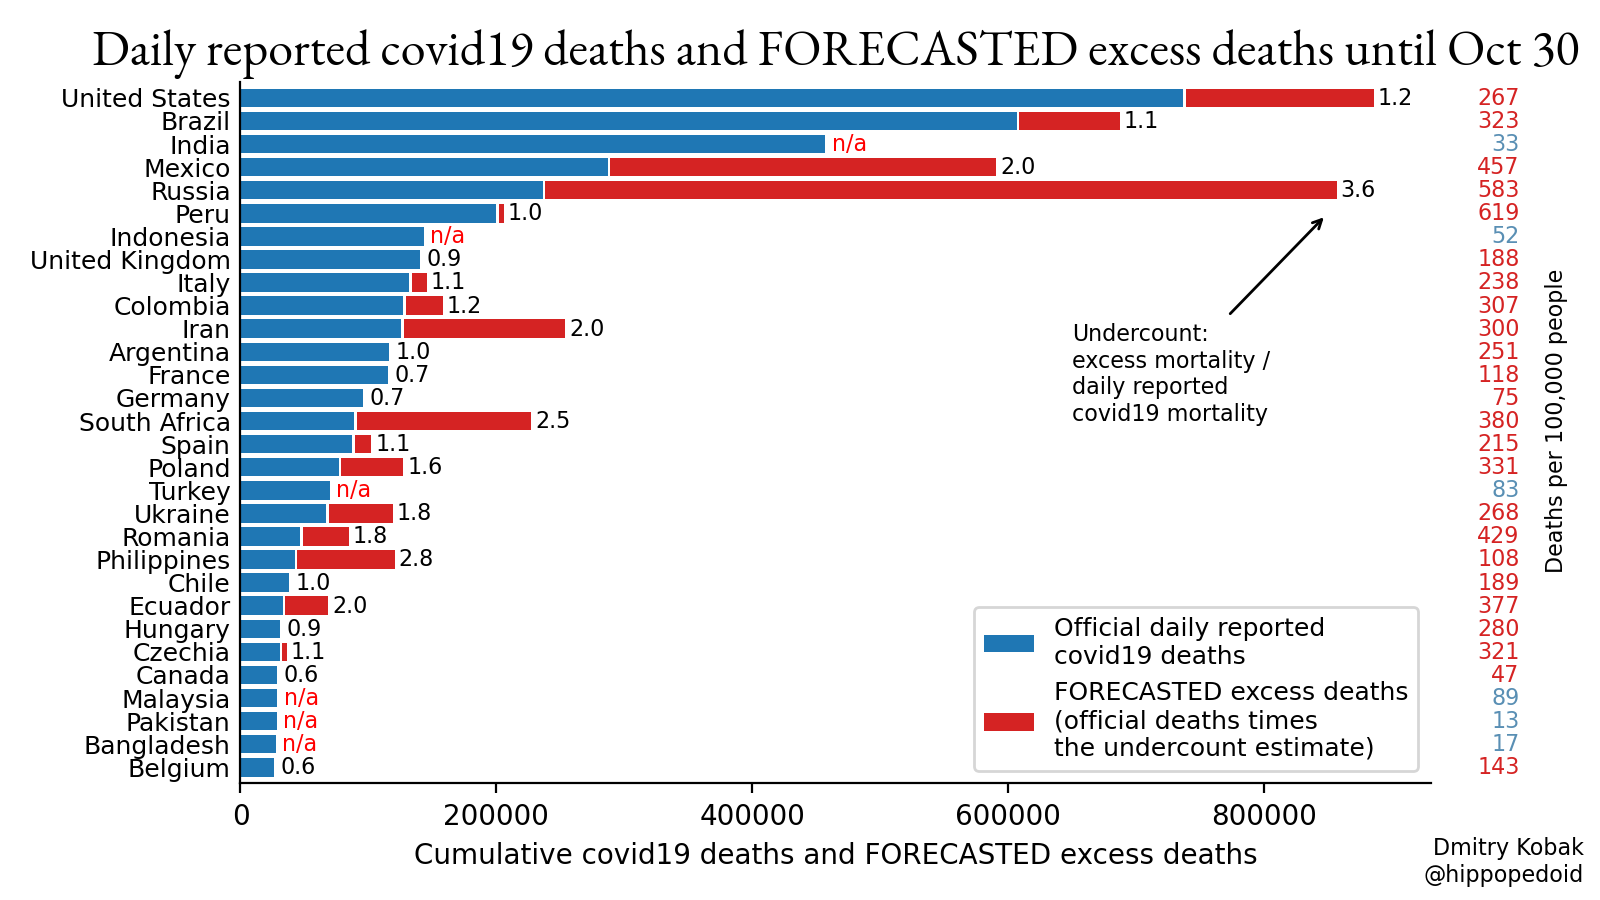 Daily reported covid19 deaths and FORECASTED excess deaths until Oct 30
United States 1.2 267
Brazil 1.1 323
India n/a 33
Mexico 2.0 457
Russia 3.6 583
Peru 1.0 619
Indonesia n/a 52
United Kingdom 0.9 188
Italy 1.1 238
Colombia 1.2 307
Iran 2.0 300
Argentina 1.0 251
France 0.7 118
Germany 0.7 75
South Africa 2.5 380
Spain 1.1 215
Poland 1.6 331
Turkey n/a 83
Ukraine 1.8 268
Romania 1.8 429
Philippines 2.8 108
Chile 1.0 189
Ecuador 2.0 377
Hungary 0.9 280
Czechia 1.1 321
Canada 0.6 47
Malaysia n/a 89
Pakistan n/a 13
Bangladesh n/a 17
Belgium 0.6 143
Undercount:
excess mortality /
daily reported
covid19 mortality
Deaths per 100,000 people
Official daily reported
covid19 deaths
FORECASTED excess deaths
(official deaths times
the undercount estimate)
0 200000 400000 600000 800000
Cumulative covid19 deaths and FORECASTED excess deaths
Dmitry Kobak
@hippopedoid